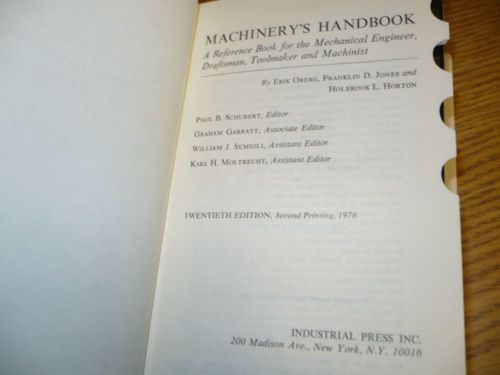 MACHINERY'S HANDBOOK
A Reference Book for the Mechanical Engineer,
Draftsman, Toolmaker and Machinist
By ERIK OBERG, FRANKLIN D. JONES and
HOLBROOK L. HORTON
PAUL B. SCHUBERT, Editor
GRAHAM GARRATT, Associate Editor
WILLIAM J. SEMIOLI, Assistant Editor
KARL H. MOLTRECHT, Assistant Editor
TWENTIETH EDITION, Second Printing, 1976
INDUSTRIAL PRESS INC.
200 Madison Ave., New York, N.Y. 10016